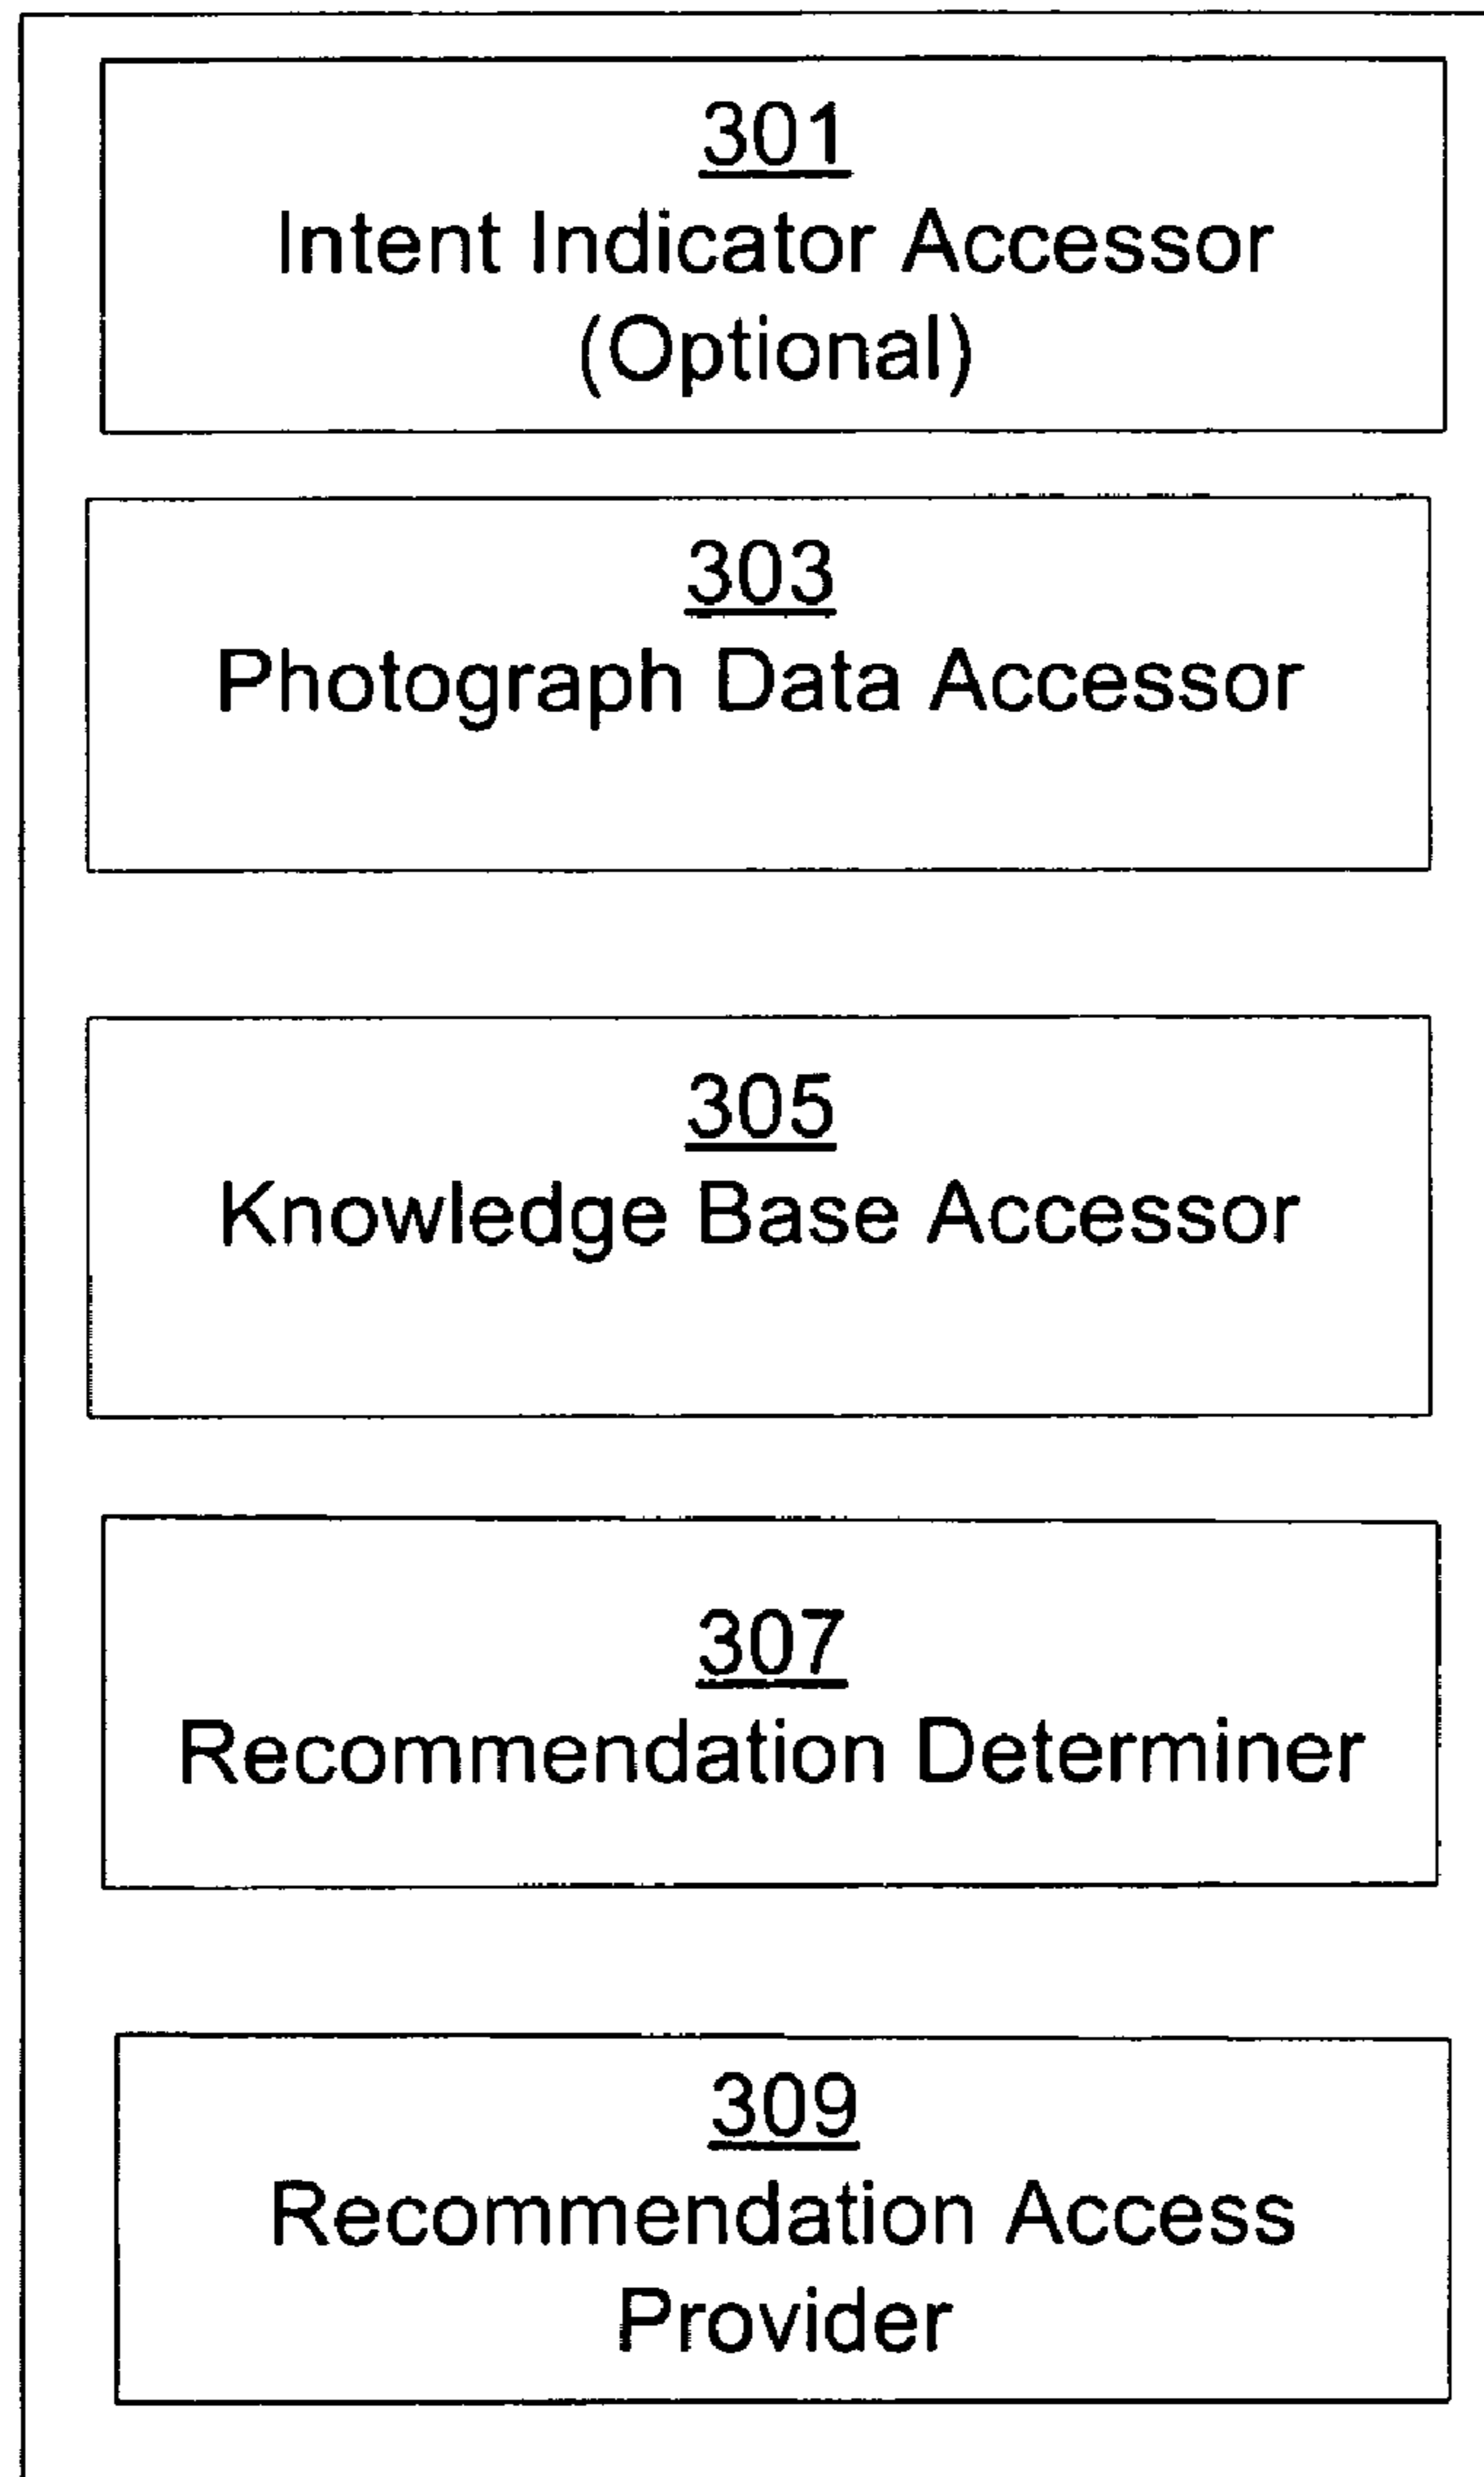 301
Intent Indicator Accessor
(Optional)
303
Photograph Data Accessor
305
Knowledge Base Accessor
307
Recommendation Determiner
309
Recommendation Access
Provider